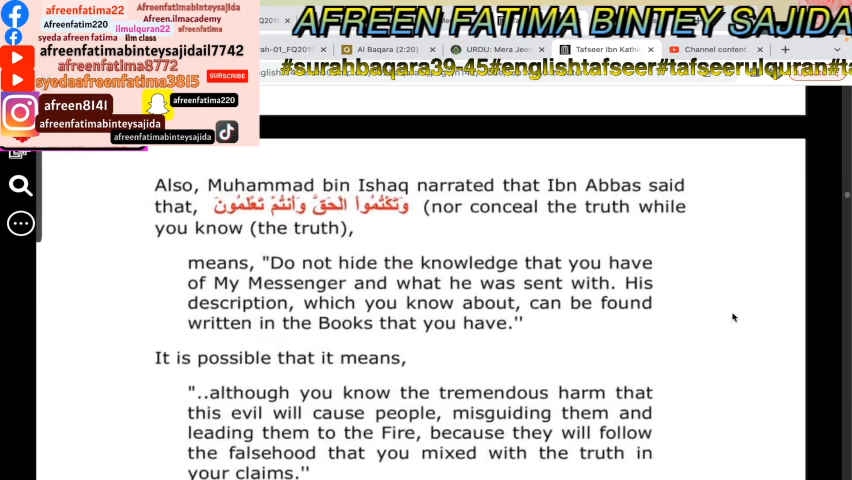 afreenfatima22
Afreenfatimabinteysajida
Afreen.ilmacademy
Afreenfatim220
ilmulquran22
afreenfatima
syeda afreen fatima
ilm class
afreenfatimabinteysajidail7742
afreenfatima8772
SUBSCRIBE
syedaafreenfatima3815
afreen8141
afreenfatima220
afreenfatimabinteysajida
afreenfatimabinteysajida
AFREEN FATIMA BINTEY SAJIDA
Al Baqara (2:20)
URDU: Mera Jeen
Tafseer Ibn Kathir
Channel content
#surahbaqara39-45#englishtafseer#tafseerulquran#ta
Also, Muhammad bin Ishaq narrated that Ibn Abbas said
that, وَتَكْتُمُواْ الْحَقَّ وَأَنتُمْ تَعْلَمُونَ (nor conceal the truth while
you know (the truth),
means, "Do not hide the knowledge that you have
of My Messenger and what he was sent with. His
description, which you know about, can be found
written in the Books that you have.''
It is possible that it means,
"..although you know the tremendous harm that
this evil will cause people, misguiding them and
leading them to the Fire, because they will follow
the falsehood that you mixed with the truth in
your claims.''